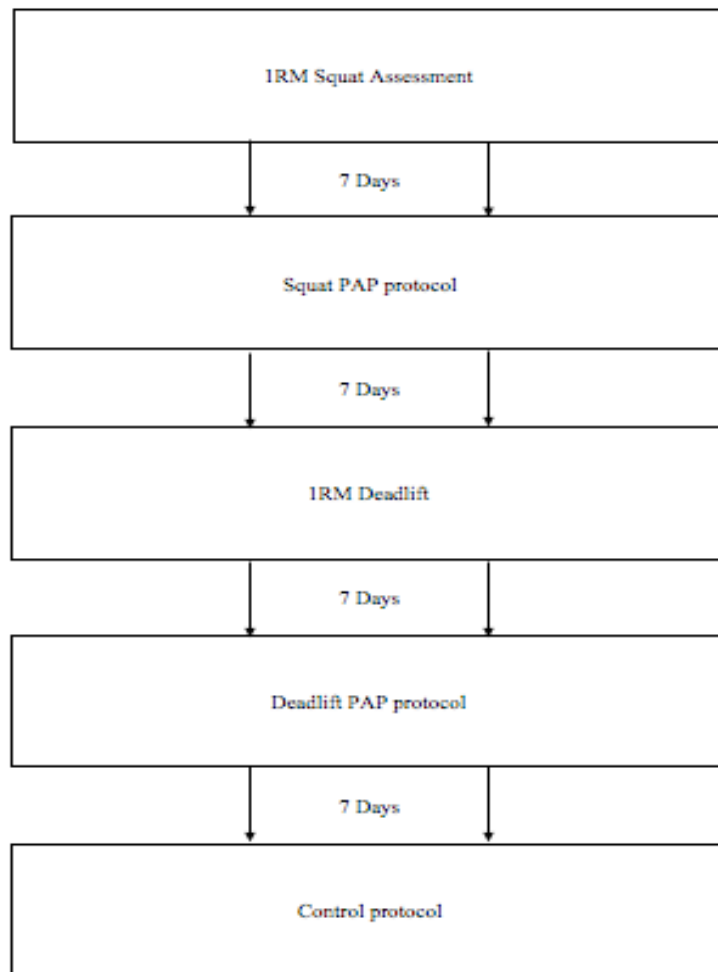 1RM Squat Assessment
7 Days
Squat PAP protocol
7 Days
1RM Deadlift
7 Days
Deadlift PAP protocol
7 Days
Control protocol